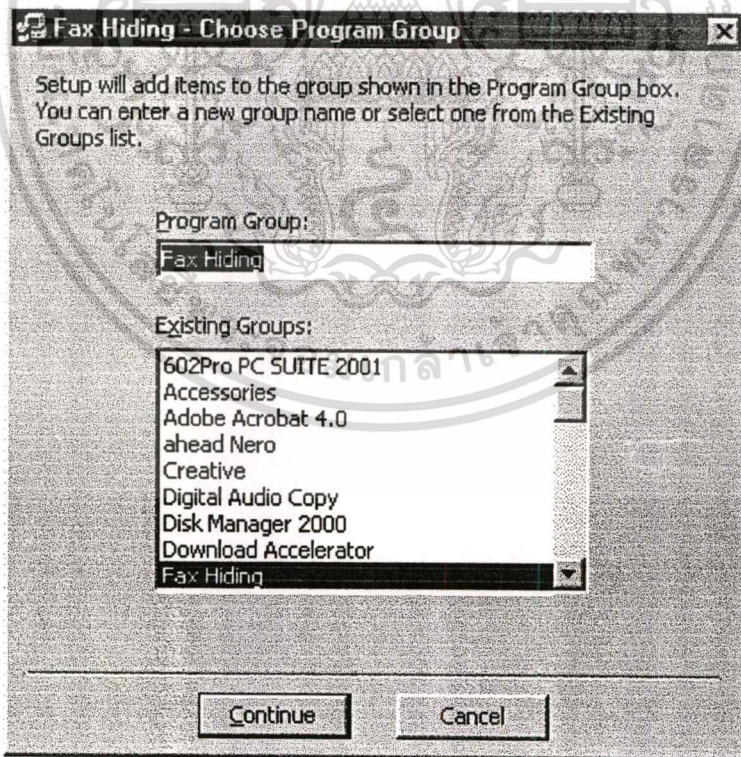 Fax Hiding - Choose Program Group
Setup will add items to the group shown in the Program Group box.
You can enter a new group name or select one from the Existing
Groups list.
Program Group:
Fax Hiding
Existing Groups:
602Pro PC SUITE 2001
Accessories
Adobe Acrobat 4.0
ahead Nero
Creative
Digital Audio Copy
Disk Manager 2000
Download Accelerator
Fax Hiding
Continue
Cancel